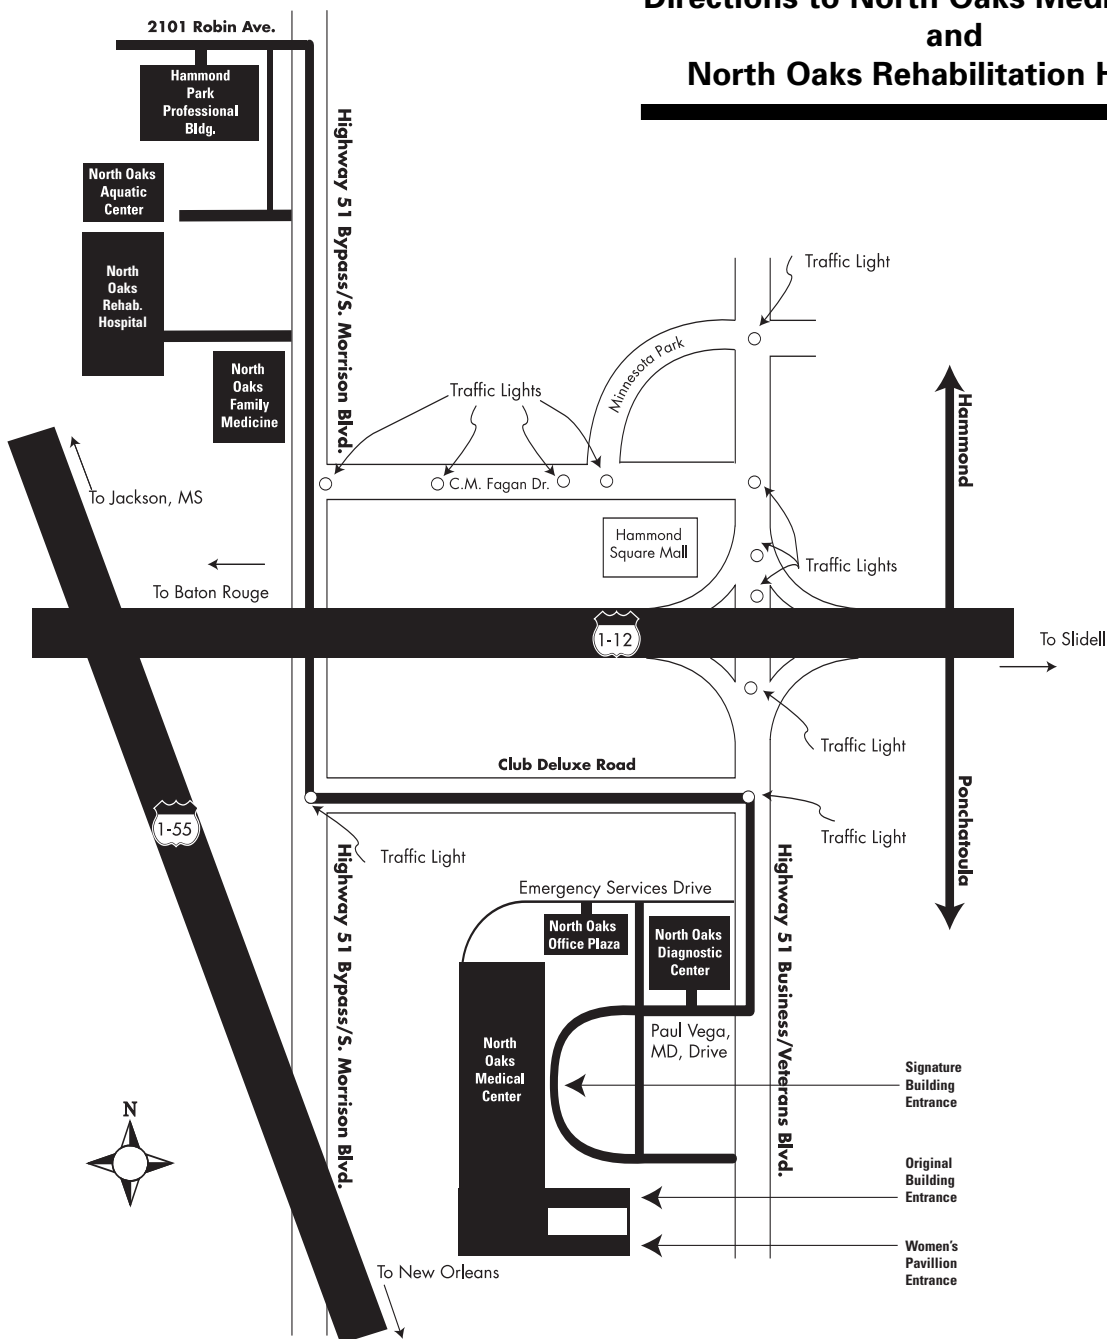 Directions to North Oaks
and
North Oaks Rehabilitation
2101 Robin Ave.
Hammond
Park
Professional
Bldg.
North Oaks
Aquatic
Center
North
Oaks
Rehab.
Hospital
North
Oaks
Family
Medicine
Highway 51 Bypass/S. Morrison Blvd.
Traffic Light
Minnesota Park
Traffic Lights
C.M. Fagan Dr.
Hammond
To Jackson, MS
Hammond
Square Mall
Traffic Lights
To Baton Rouge
1-12
To Slidell
Traffic Light
Club Deluxe Road
Ponchatoula
1-55
Traffic Light
Traffic Light
Highway 51 Bypass/S. Morrison Blvd.
Highway 51 Business/Veterans Blvd.
Emergency Services Drive
North Oaks
Office Plaza
North Oaks
Diagnostic
Center
Paul Vega,
MD, Drive
North
Oaks
Medical
Center
Signature
Building
Entrance
N
Original
Building
Entrance
Women's
Pavillion
Entrance
To New Orleans